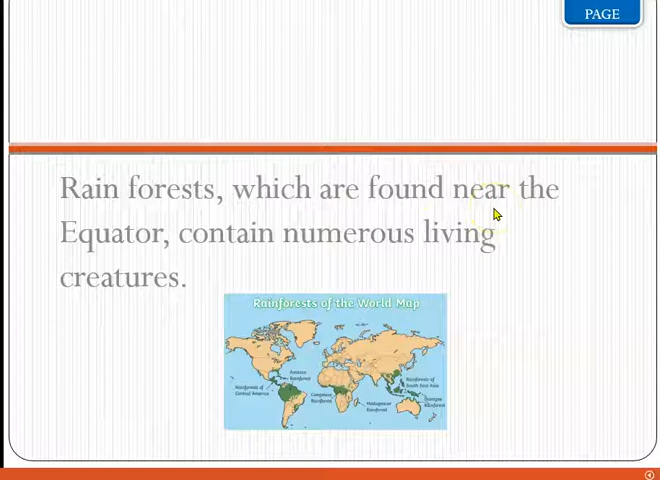 PAGE
Rain forests, which are found near the
Equator, contain numerous living
creatures.
Rainforests of the World Map
Amazon
Rainforest
Rainforests of
Central America
Congolese
Rainforest
Madagascar
Rainforest
Rainforests of
South East Asia
Rainforest